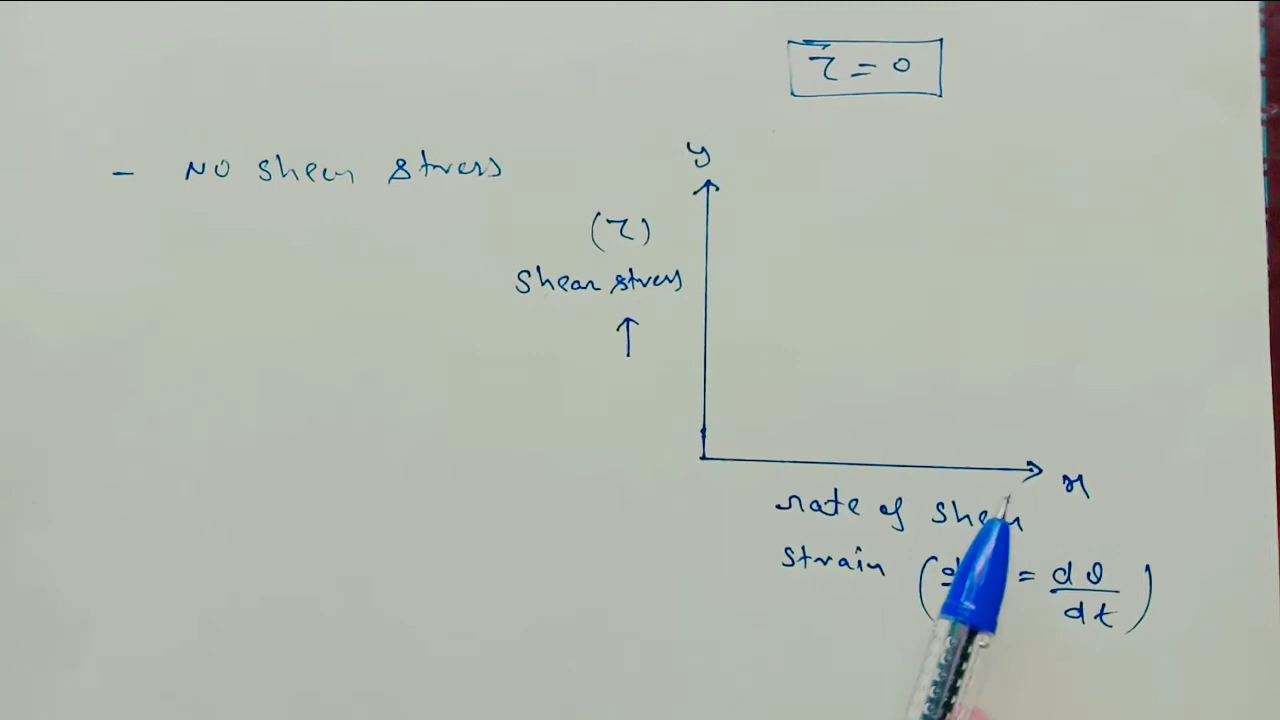 τ = 0
- NO shear stress
y
(τ)
shear stress
↑
x
rate of shear
strain ( = dθ/dt )